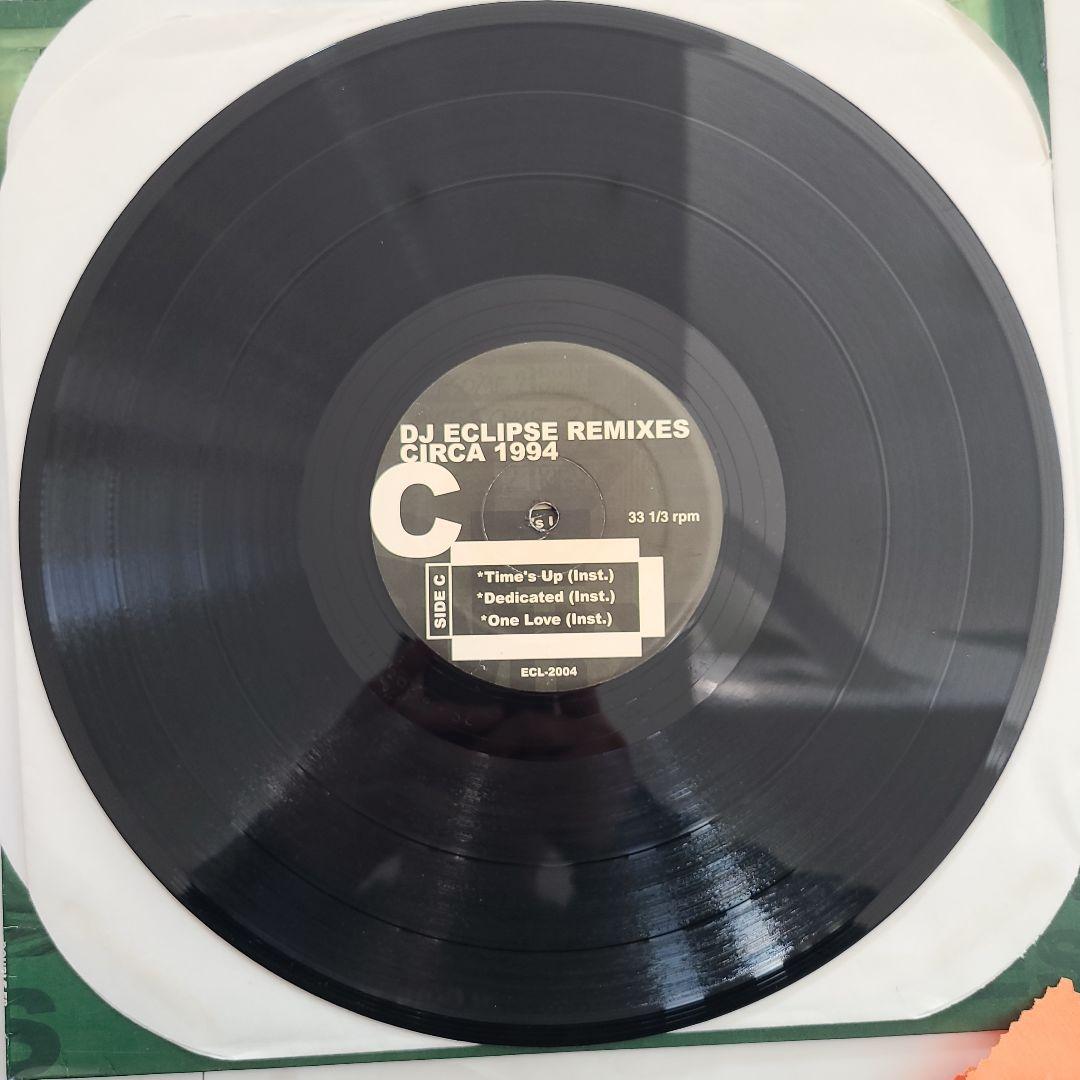 DJ ECLIPSE REMIXES
CIRCA 1994
C
's I
33 1/3 rpm
SIDE C
*Time's Up (Inst.)
*Dedicated (Inst.)
*One Love (Inst.)
ECL-2004
S